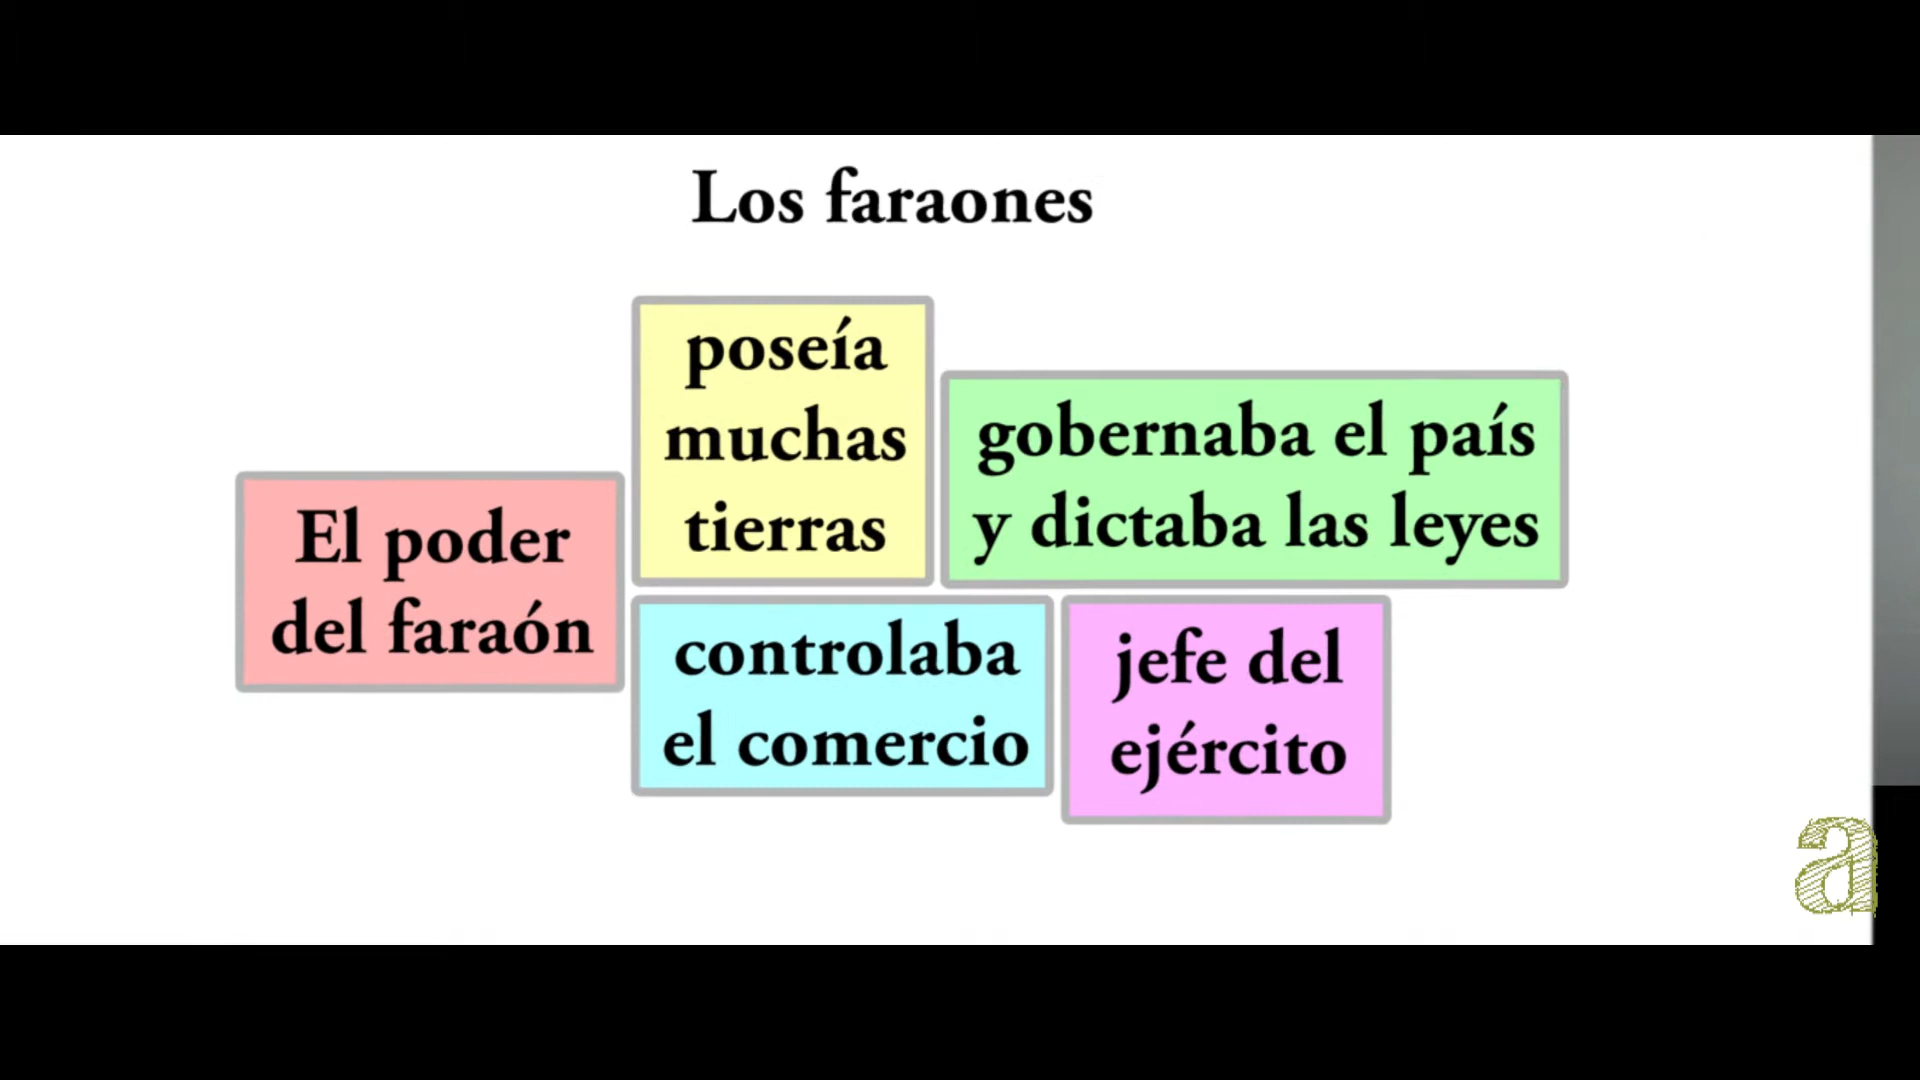 Los faraones
El poder
del faraón
poseía
muchas
tierras
gobernaba el país
y dictaba las leyes
controlaba
el comercio
jefe del
ejército
a